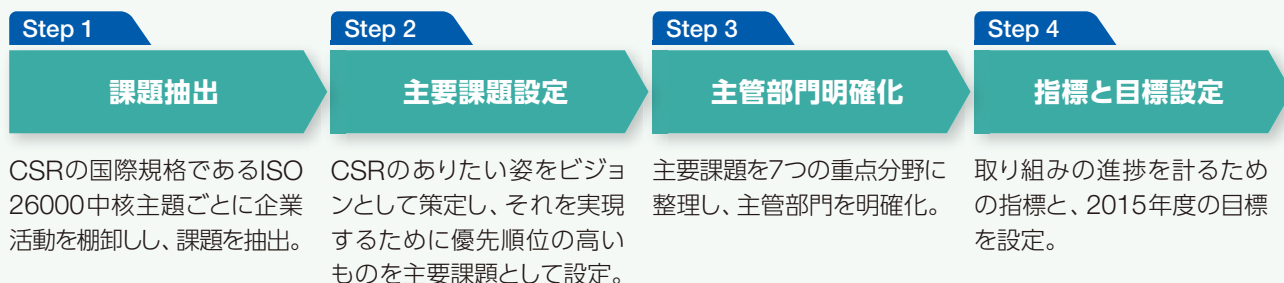 Step 1
課題抽出
CSRの国際規格であるISO
26000中核主題ごとに企業
活動を棚卸しし、課題を抽出。
Step 2
主要課題設定
CSRのありたい姿をビジョ
ンとして策定し、それを実現
するために優先順位の高い
ものを主要課題として設定。
Step 3
主管部門明確化
主要課題を7つの重点分野に
整理し、主管部門を明確化。
Step 4
指標と目標設定
取り組みの進捗を計るため
の指標と、2015年度の目標
を設定。